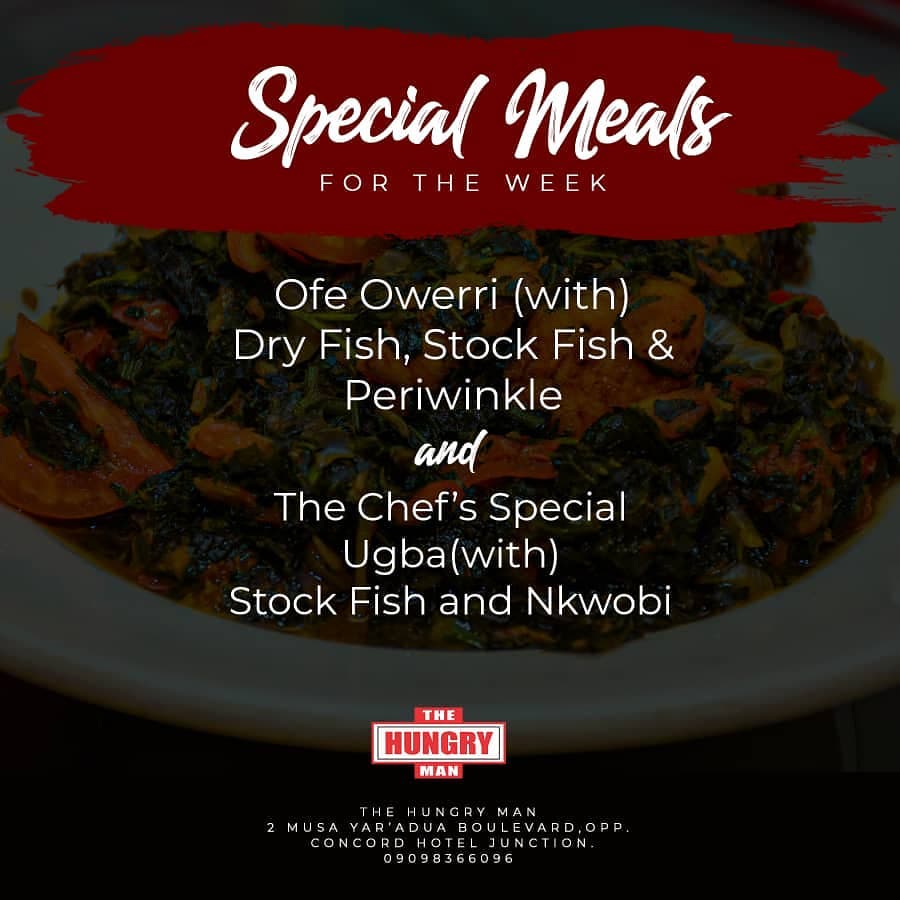 Special Meals
FOR THE WEEK
Ofe Owerri (with)
Dry Fish, Stock Fish &
Periwinkle
and
The Chef’s Special
Ugba(with)
Stock Fish and Nkwobi
THE
HUNGRY
MAN
THE HUNGRY MAN
2 MUSA YAR’ADUA BOULEVARD,OPP.
CONCORD HOTEL JUNCTION.
09098366096